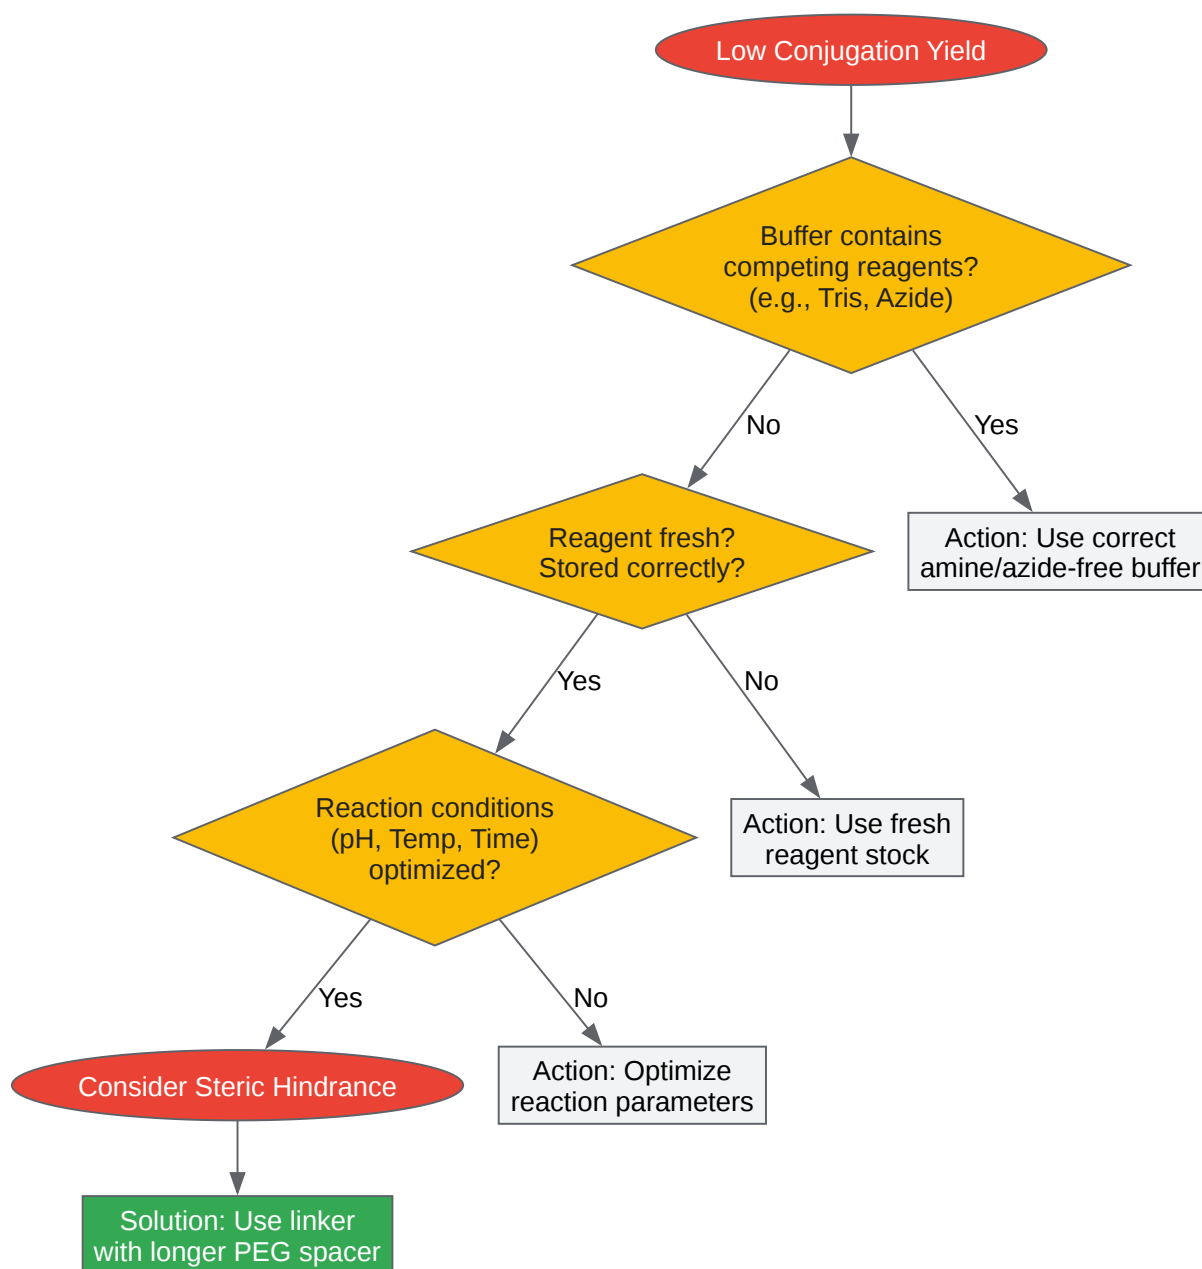 Low Conjugation Yield
Buffer contains
competing reagents?
(e.g., Tris, Azide)
No
Yes
Reagent fresh?
Stored correctly?
Action: Use correct
amine/azide-free buffer
Yes
No
Reaction conditions
(pH, Temp, Time)
optimized?
Action: Use fresh
reagent stock
Yes
No
Consider Steric Hindrance
Action: Optimize
reaction parameters
Solution: Use linker
with longer PEG spacer